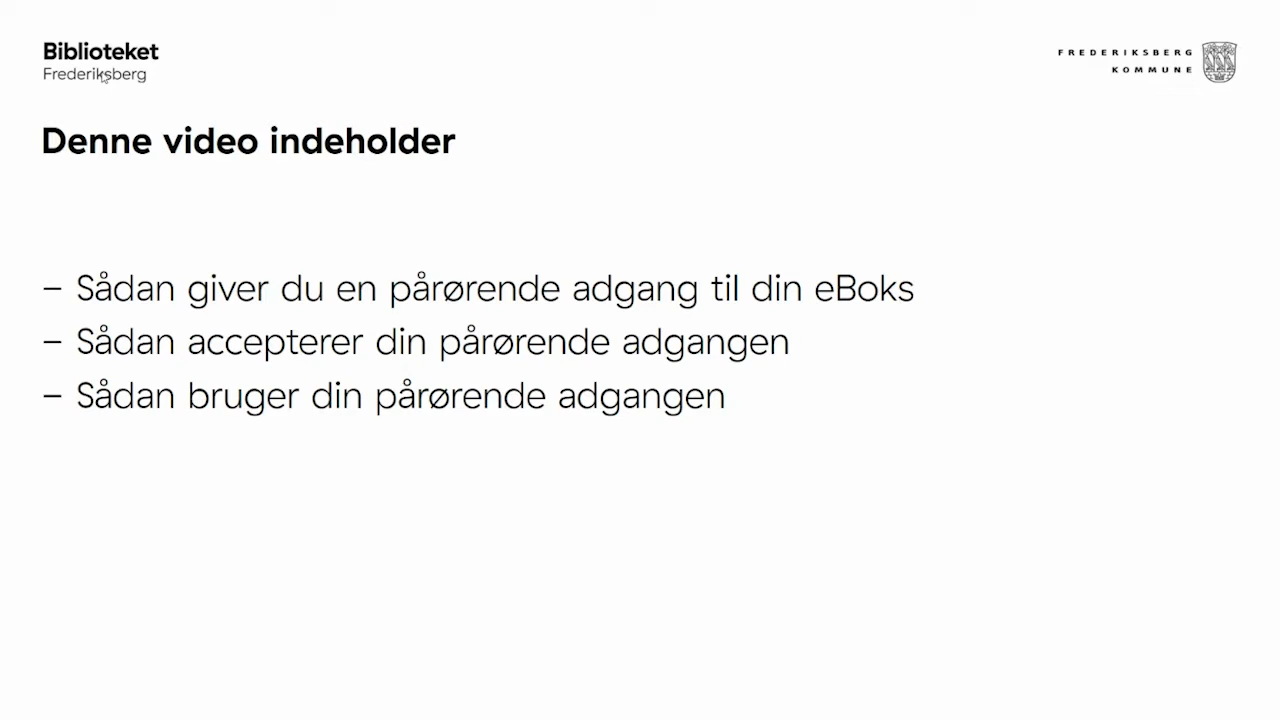 Biblioteket
Frederiksberg
FREDERIKSBERG
KOMMUNE
Denne video indeholder
– Sådan giver du en pårørende adgang til din eBoks
– Sådan accepterer din pårørende adgangen
– Sådan bruger din pårørende adgangen